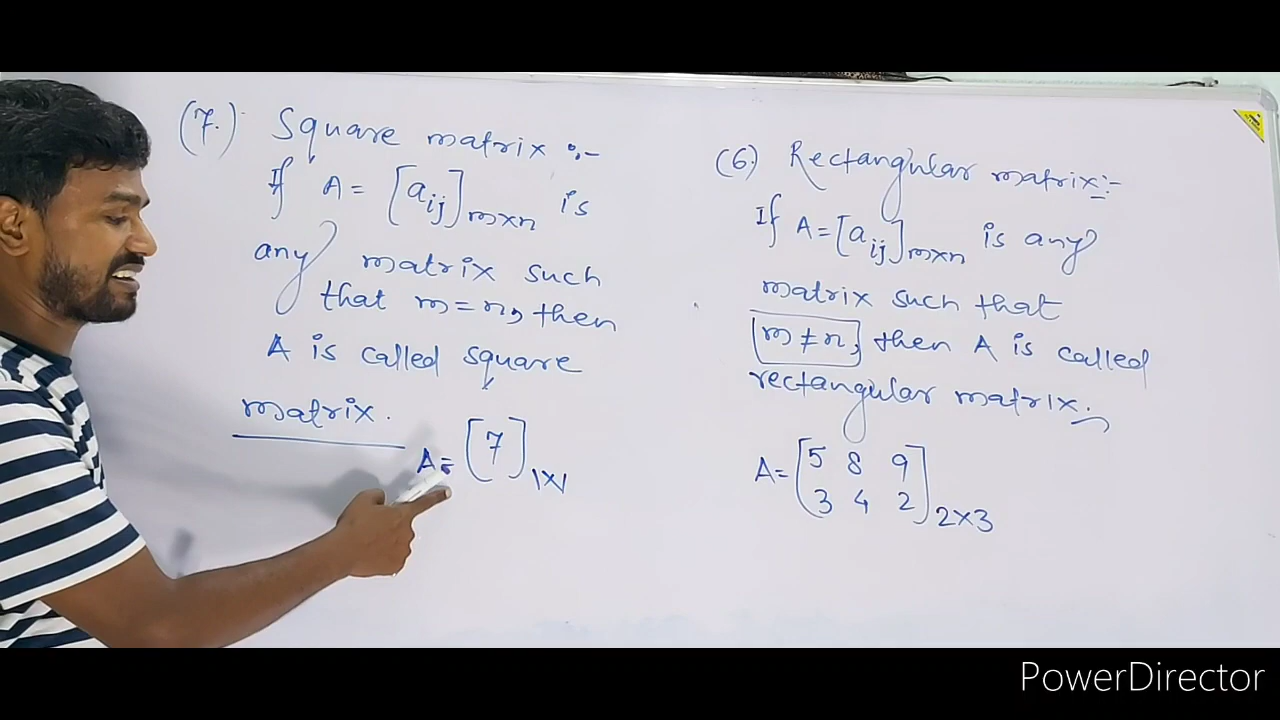 (7.) Square matrix :-
If A = [aij]m×n is
any matrix such
that m = n, then
A is called square
matrix.
A = [7]1×1
(6) Rectangular matrix :-
If A = [aij]m×n is any
matrix such that
m ≠ n, then A is called
rectangular matrix.
A = [5 8 9
3 4 2]2×3
PowerDirector